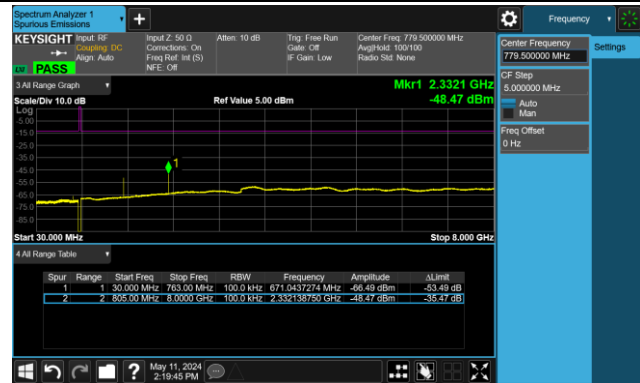 Spectrum Analyzer 1
Spurious Emissions
Frequency
KEYSIGHT Input: RF
Coupling: DC
Align: Auto
Input Z: 50 Ω
Corrections: On
Freq Ref: Int (S)
NFE: Off
Atten: 10 dB
Trig: Free Run
Gate: Off
IF Gain: Low
Center Freq: 779.500000 MHz
Avg|Hold: 100/100
Radio Std: None
LXI PASS
Center Frequency
779.500000 MHz
Settings
CF Step
5.000000 MHz
Auto
Man
Freq Offset
0 Hz
3 All Range Graph
Mkr1 2.3321 GHz
Scale/Div 10.0 dB
Ref Value 5.00 dBm
-48.47 dBm
Log
-5.00
-15.0
-25.0
-35.0
-45.0
-55.0
-65.0
-75.0
-85.0
1
Start 30.000 MHz
Stop 8.000 GHz
4 All Range Table
Spur Range Start Freq Stop Freq RBW Frequency Amplitude ΔLimit
1 1 30.000 MHz 763.00 MHz 100.0 kHz 671.0437274 MHz -66.49 dBm -53.49 dB
2 2 805.00 MHz 8.0000 GHz 100.0 kHz 2.332138750 GHz -48.47 dBm -35.47 dB
? May 11, 2024
2:19:45 PM